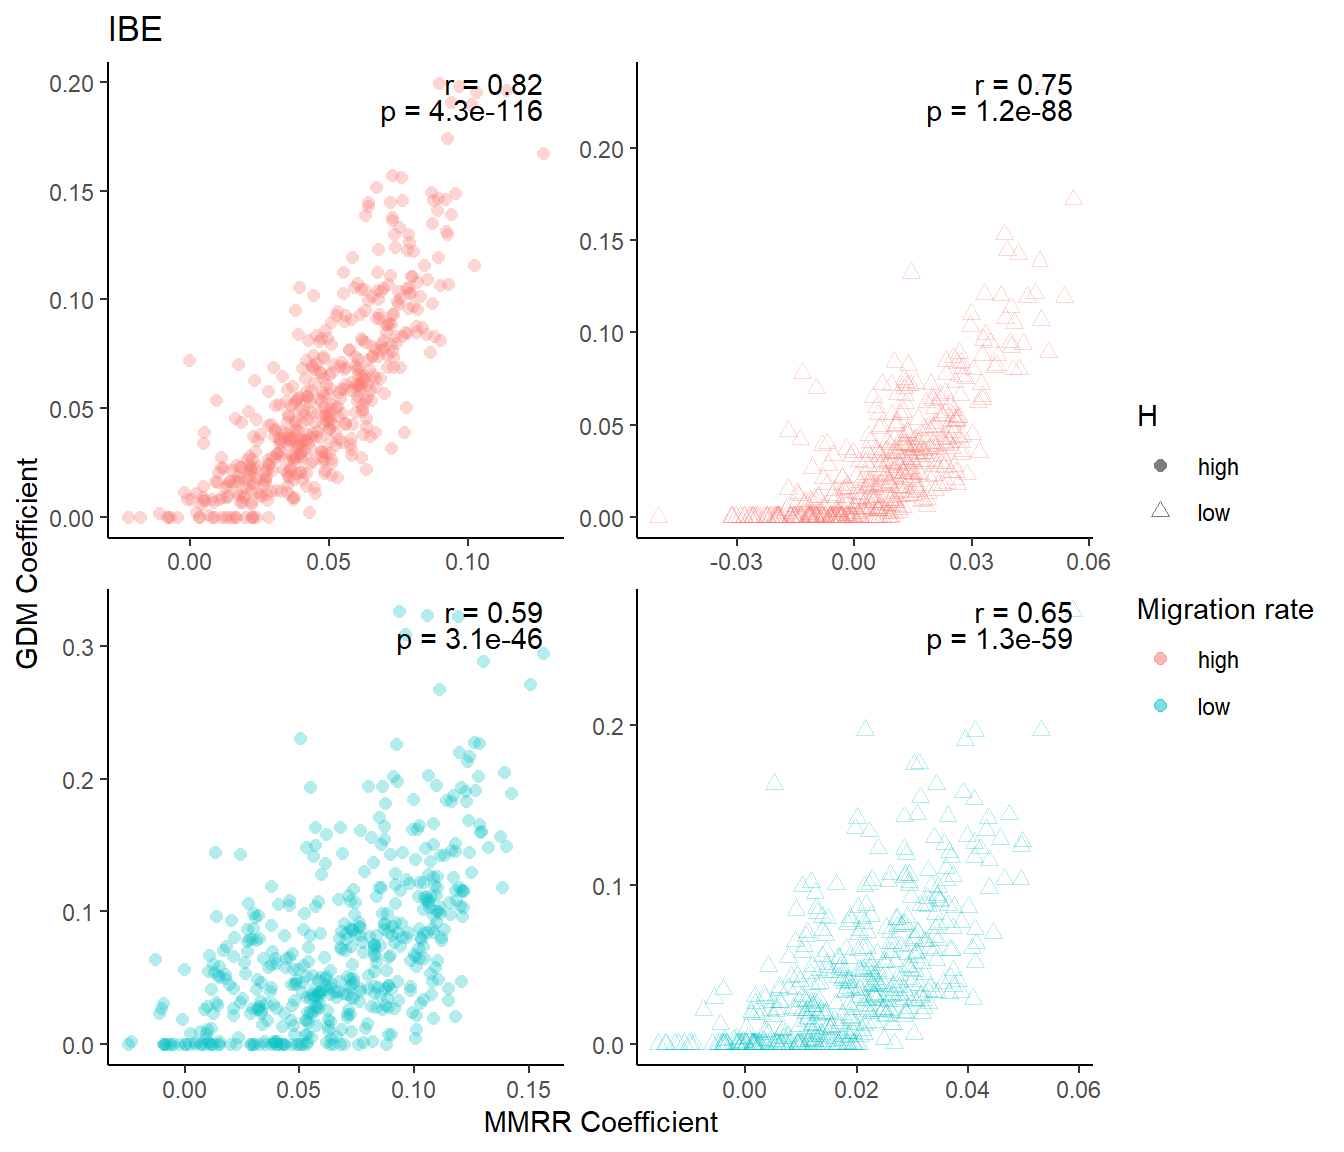 IBE
r = 0.82
p = 4.3e-116
0.20
0.15
0.10
0.05
0.00
0.00 0.05 0.10
r = 0.75
p = 1.2e-88
0.20
0.15
0.10
0.05
0.00
-0.03 0.00 0.03 0.06
r = 0.59
p = 3.1e-46
0.3
0.2
0.1
0.0
0.00 0.05 0.10 0.15
r = 0.65
p = 1.3e-59
0.2
0.1
0.0
0.00 0.02 0.04 0.06
GDM Coefficient
MMRR Coefficient
H
high
low
Migration rate
high
low